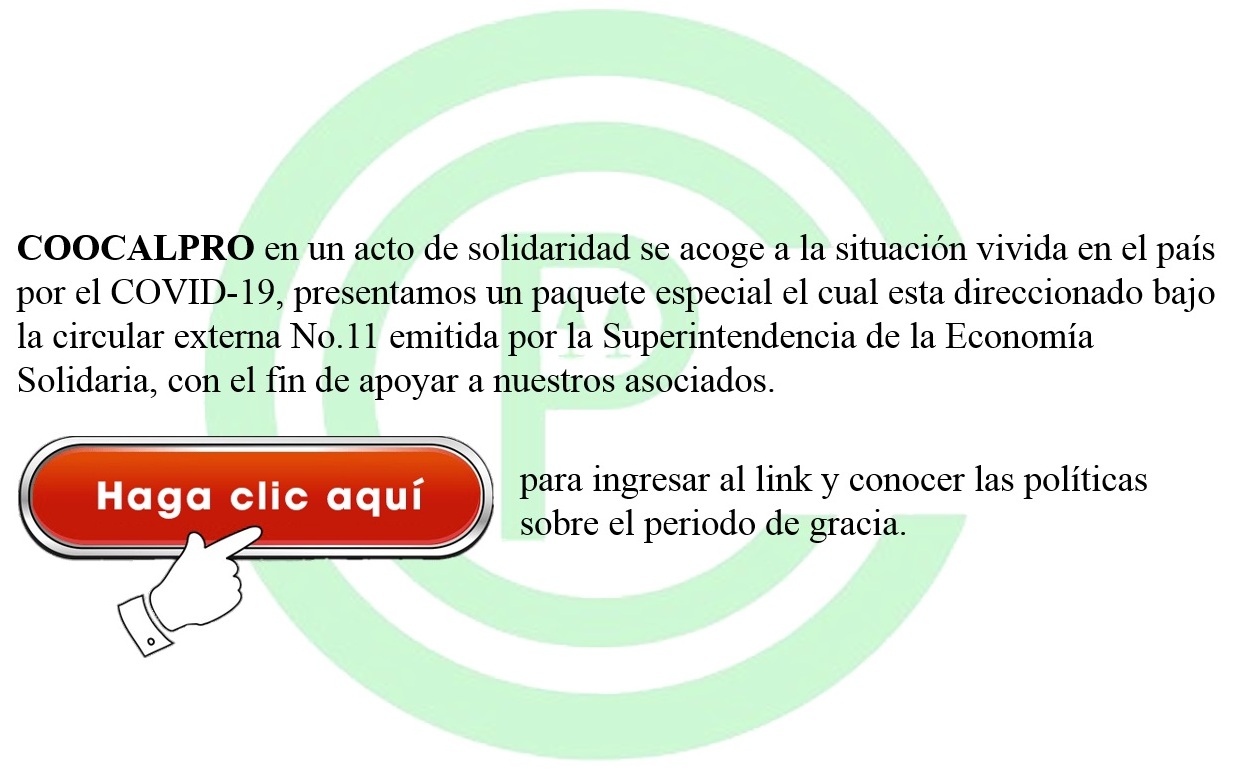 COOCALPRO en un acto de solidaridad se acoge a la situación vivida en el país
por el COVID-19, presentamos un paquete especial el cual esta direccionado bajo
la circular externa No.11 emitida por la Superintendencia de la Economía
Solidaria, con el fin de apoyar a nuestros asociados.
Haga clic aquí
para ingresar al link y conocer las políticas
sobre el periodo de gracia.